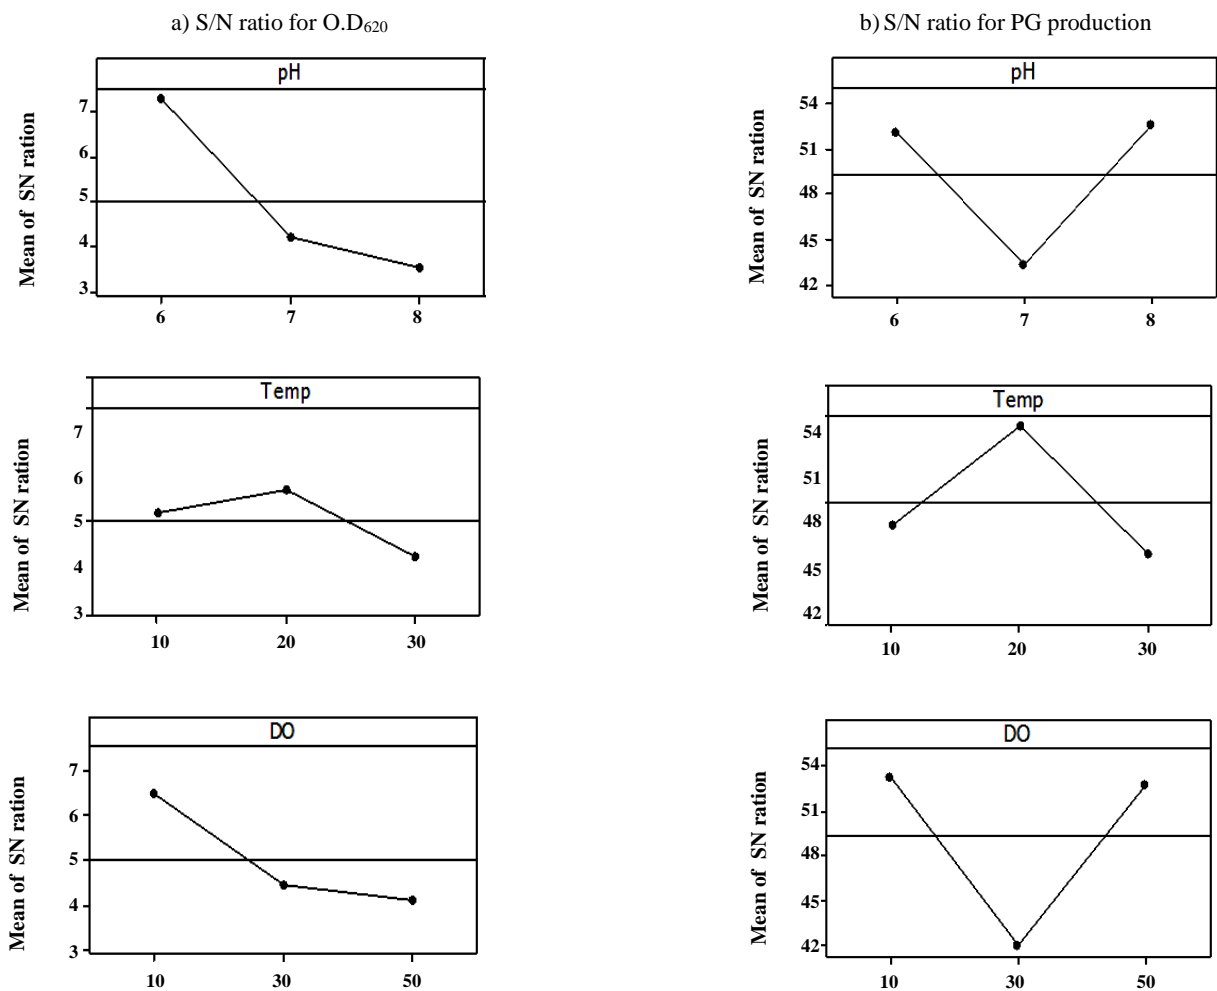 a) S/N ratio for O.D₆₂₀
pH
Mean of SN ration
7
6
5
4
3
6 7 8
Temp
Mean of SN ration
7
6
5
4
3
10 20 30
DO
Mean of SN ration
7
6
5
4
3
10 30 50
b) S/N ratio for PG production
pH
Mean of SN ration
54
51
48
45
42
6 7 8
Temp
Mean of SN ration
54
51
48
45
42
10 20 30
DO
Mean of SN ration
54
51
48
45
42
10 30 50